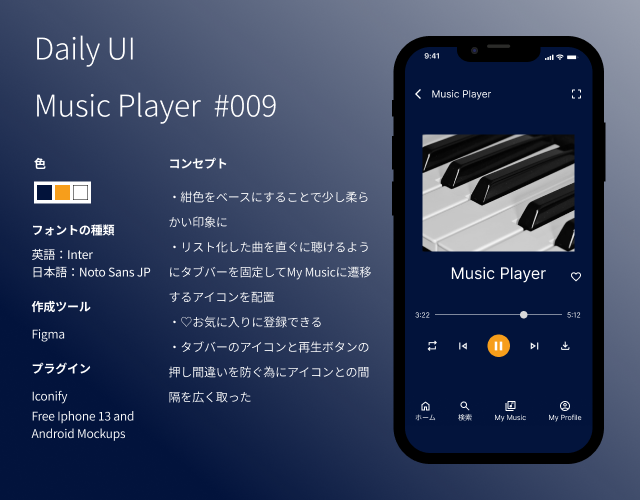 Daily UI
Music Player #009
色
フォントの種類
英語：Inter
日本語：Noto Sans JP
作成ツール
Figma
プラグイン
Iconify
Free Iphone 13 and
Android Mockups
コンセプト
・紺色をベースにすることで少し柔ら
かい印象に
・リスト化した曲を直ぐに聴けるよう
にタブバーを固定してMy Musicに遷移
するアイコンを配置
・♡お気に入りに登録できる
・タブバーのアイコンと再生ボタンの
押し間違いを防ぐ為にアイコンとの間
隔を広く取った
9:41
Music Player
Music Player
3:22 5:12
ホーム 検索 My Music My Profile